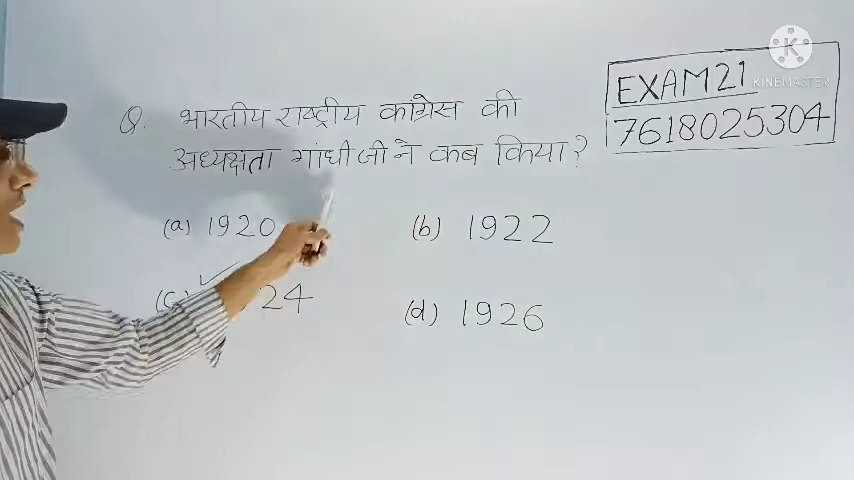 Q. भारतीय राष्ट्रीय कांग्रेस की
अध्यक्षता गांधी जी ने कब किया?
(a) 1920
(b) 1922
(c) 24
(d) 1926
EXAM21
7618025304
K
KINEMASTER